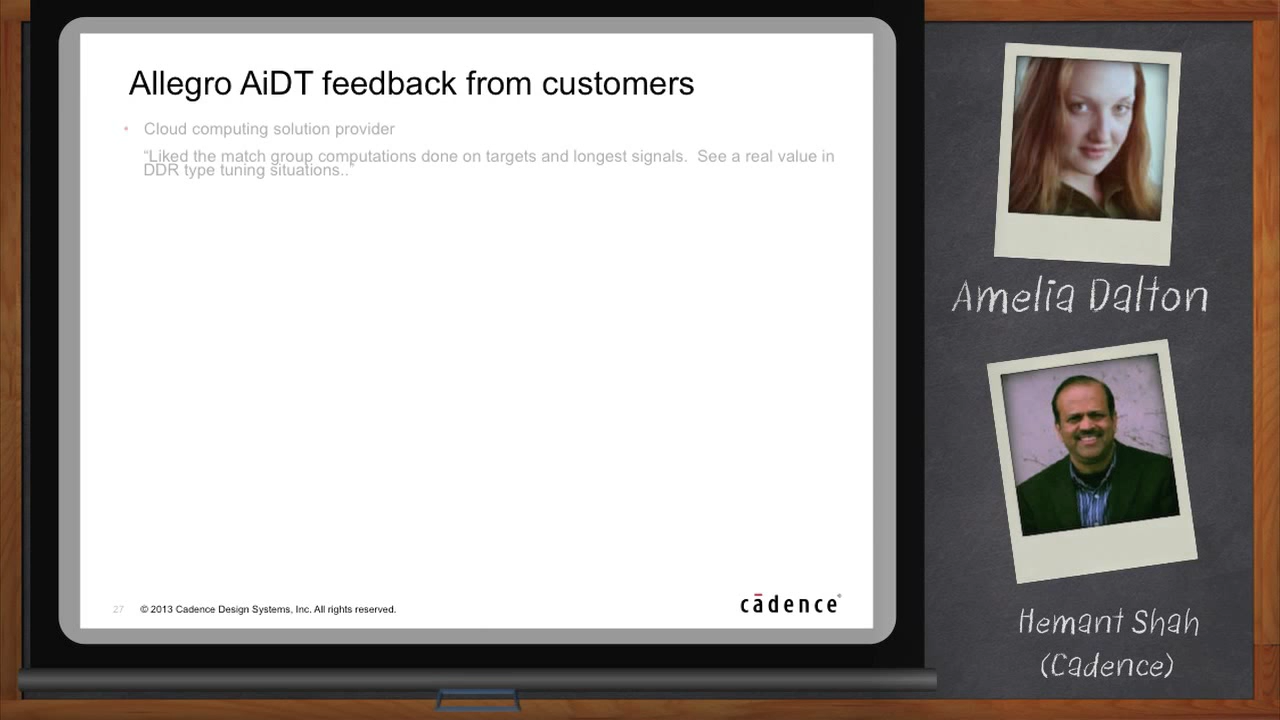 Allegro AiDT feedback from customers
• Cloud computing solution provider
“Liked the match group computations done on targets and longest signals.  See a real value in
DDR type tuning situations..”
27 © 2013 Cadence Design Systems, Inc. All rights reserved.
cādence®
Amelia Dalton
Hemant Shah
(Cadence)